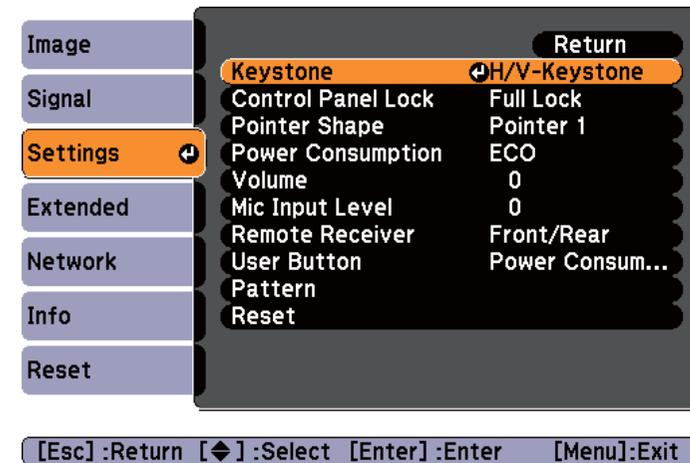 Image
Signal
Settings
Extended
Network
Info
Reset
Return
Keystone H/V-Keystone
Control Panel Lock Full Lock
Pointer Shape Pointer 1
Power Consumption ECO
Volume 0
Mic Input Level 0
Remote Receiver Front/Rear
User Button Power Consum...
Pattern
Reset
[Esc] :Return [◆] :Select [Enter] :Enter [Menu]:Exit